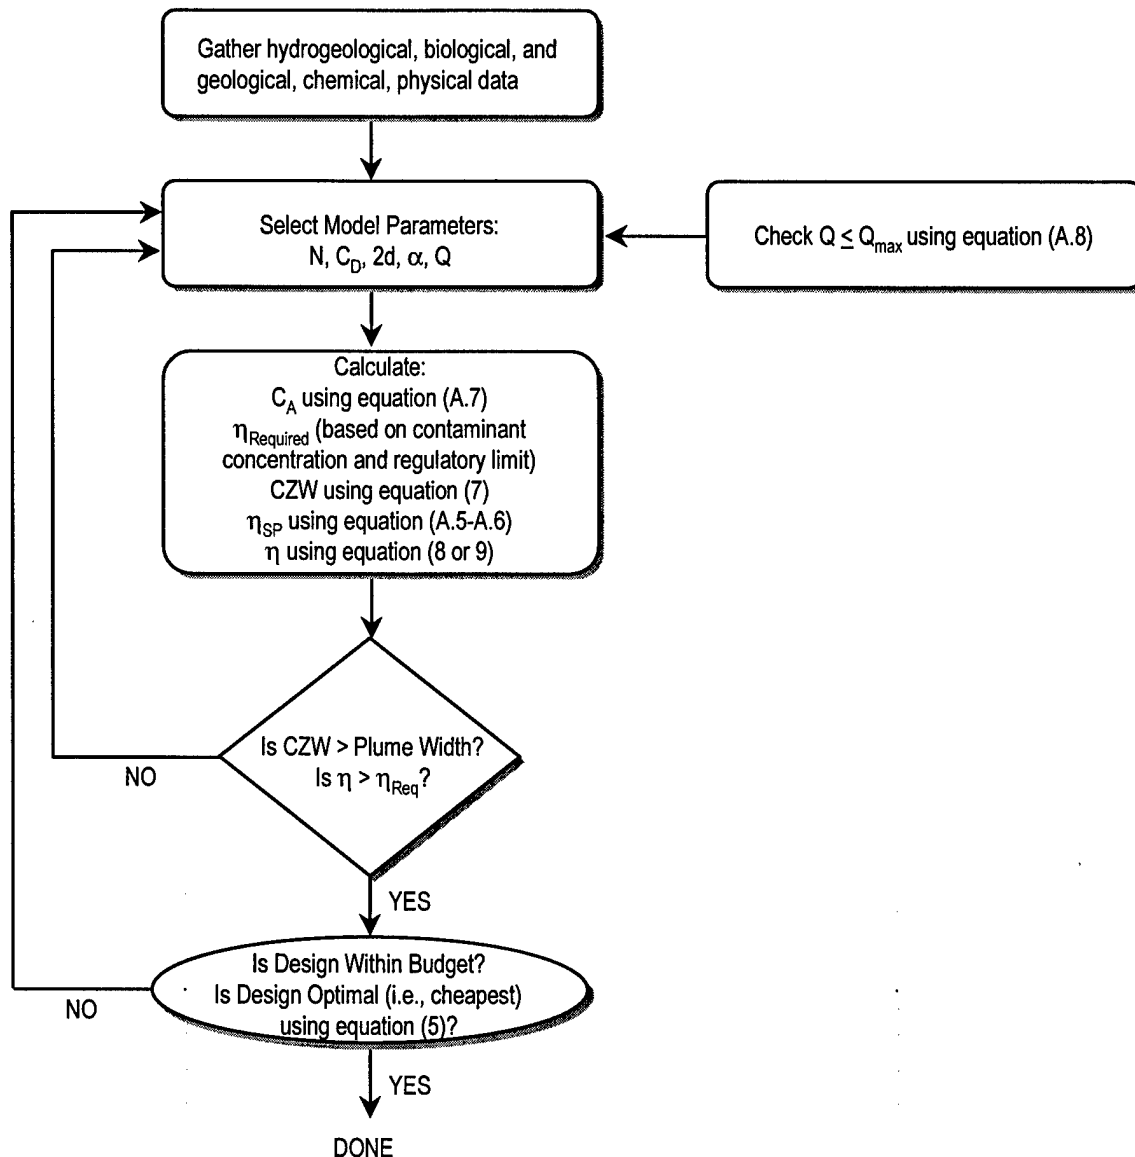 Gather hydrogeological, biological, and
geological, chemical, physical data
Select Model Parameters:
N, C_D, 2d, α, Q
Check Q ≤ Q_max using equation (A.8)
Calculate:
C_A using equation (A.7)
η_Required (based on contaminant
concentration and regulatory limit)
CZW using equation (7)
η_SP using equation (A.5-A.6)
η using equation (8 or 9)
Is CZW > Plume Width?
Is η > η_Req?
NO
YES
Is Design Within Budget?
Is Design Optimal (i.e., cheapest)
using equation (5)?
NO
YES
DONE